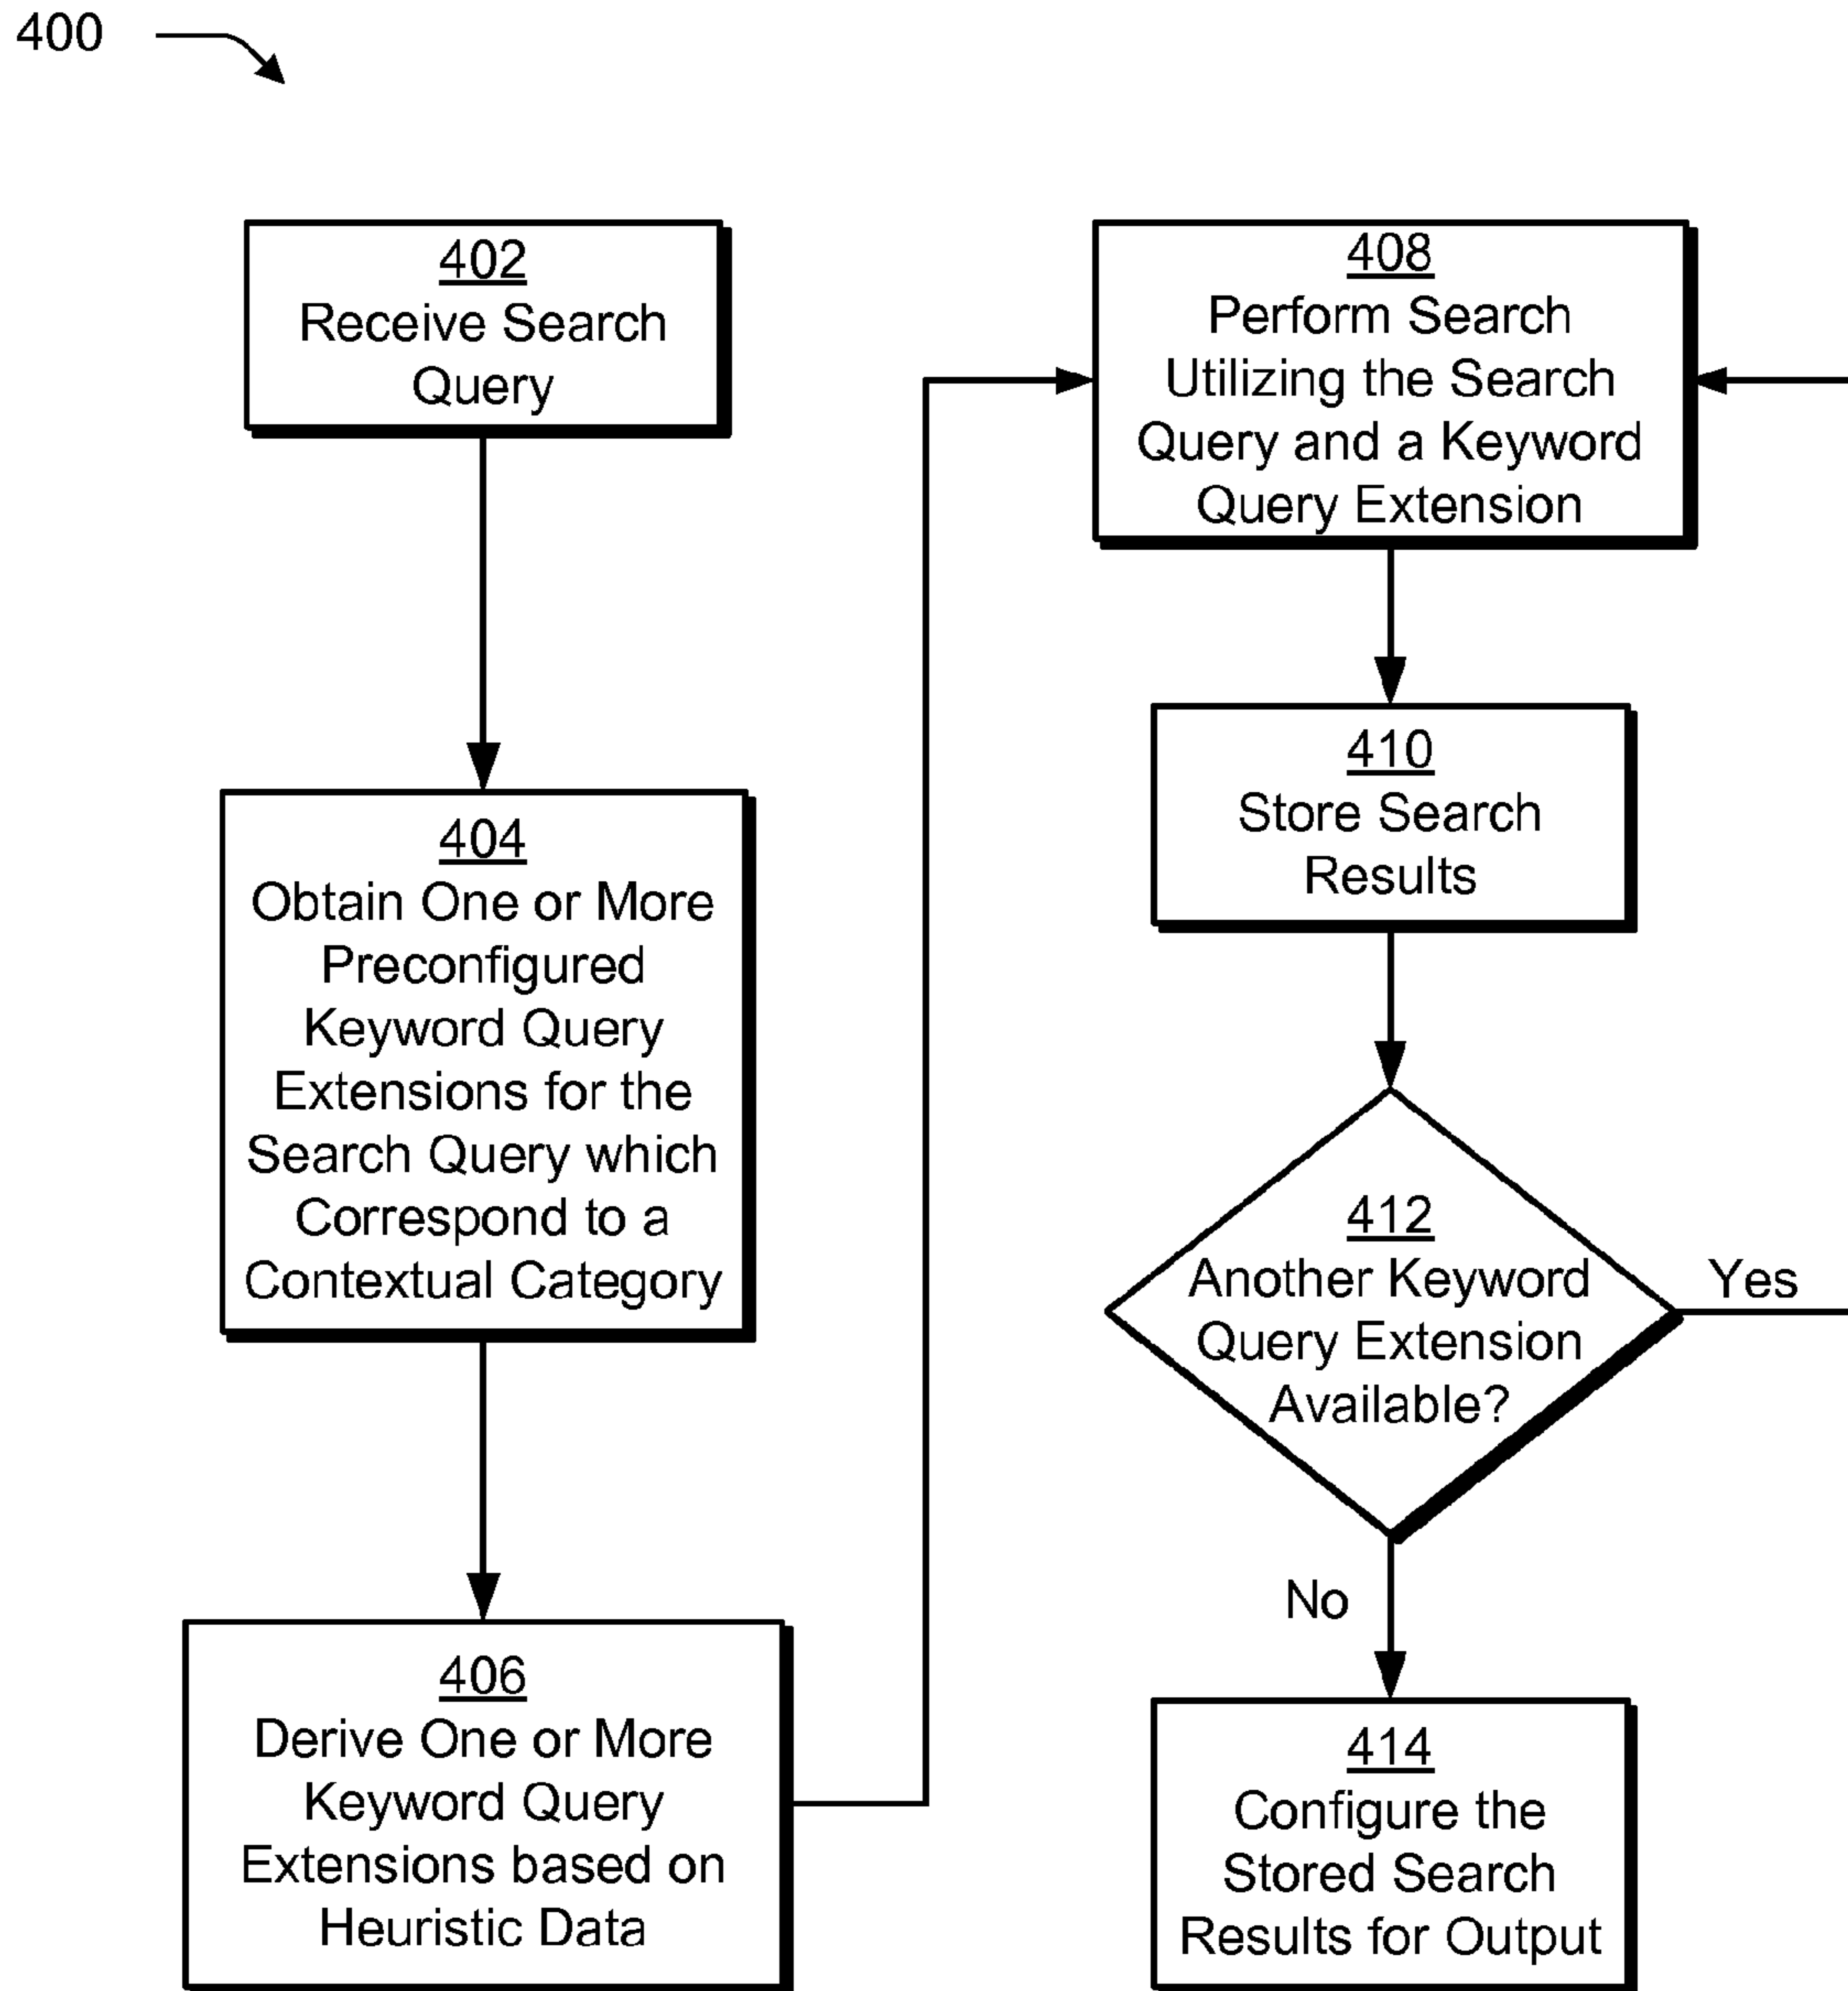 400
402
Receive Search
Query
404
Obtain One or More
Preconfigured
Keyword Query
Extensions for the
Search Query which
Correspond to a
Contextual Category
406
Derive One or More
Keyword Query
Extensions based on
Heuristic Data
408
Perform Search
Utilizing the Search
Query and a Keyword
Query Extension
410
Store Search
Results
412
Another Keyword
Query Extension
Available?
Yes
No
414
Configure the
Stored Search
Results for Output